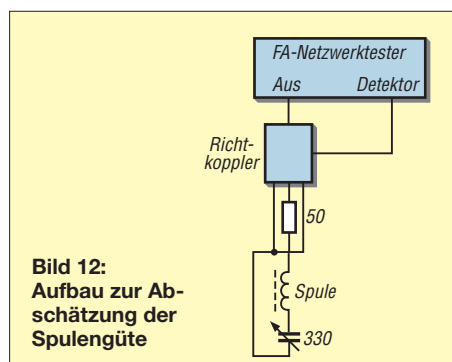 FA-Netzwerktester
Aus Detektor
Richt-
koppler
50
Bild 12:
Aufbau zur Ab-
schätzung der
Spulengüte
Spule
330